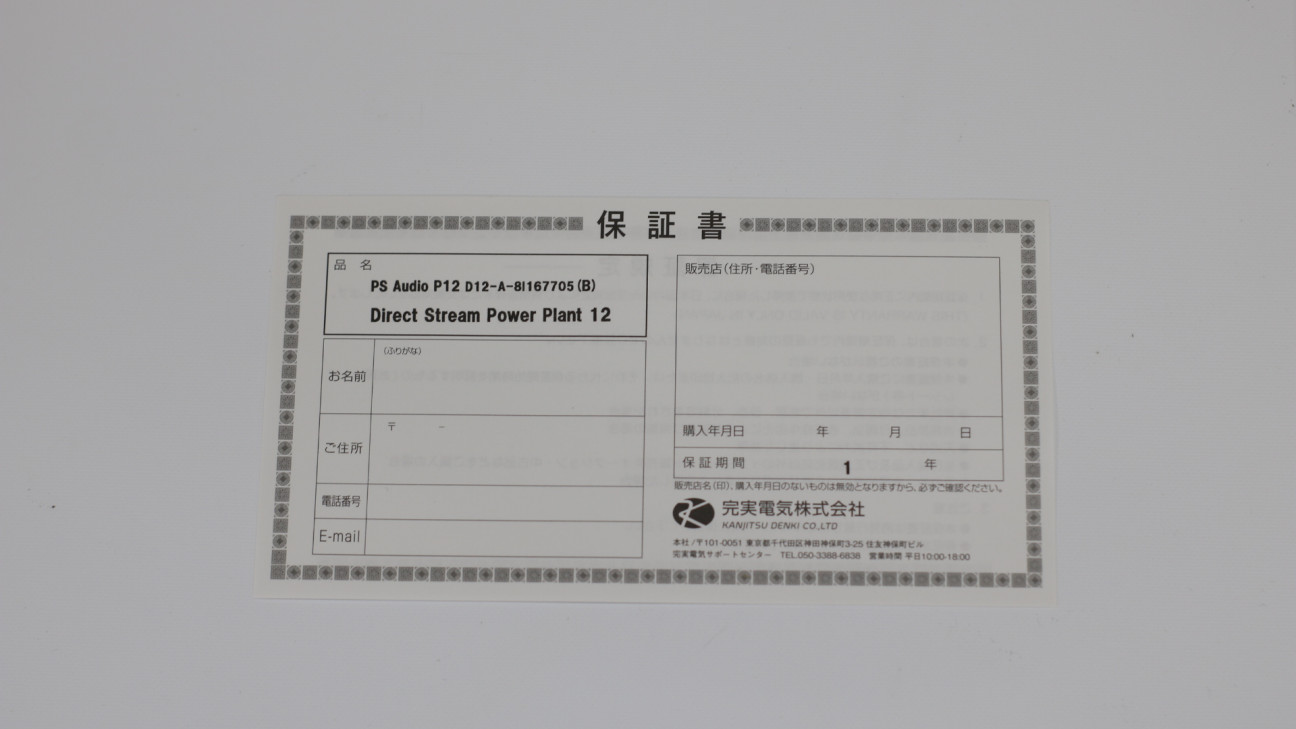 保証書
品名
PS Audio P12 D12-A-8I167705(B)
Direct Stream Power Plant 12
お名前
(ふりがな)
ご住所
〒 -
電話番号
E-mail
販売店(住所・電話番号)
購入年月日 年 月 日
保証期間 1 年
販売店名(印)、購入年月日のないものは無効となりますから、必ずご確認ください。
完実電気株式会社
KANJITSU DENKI CO.,LTD
本社/〒101-0051 東京都千代田区神田神保町3-25 住友神保町ビル
完実電気サポートセンター TEL.050-3388-6838 営業時間 平日10:00-18:00